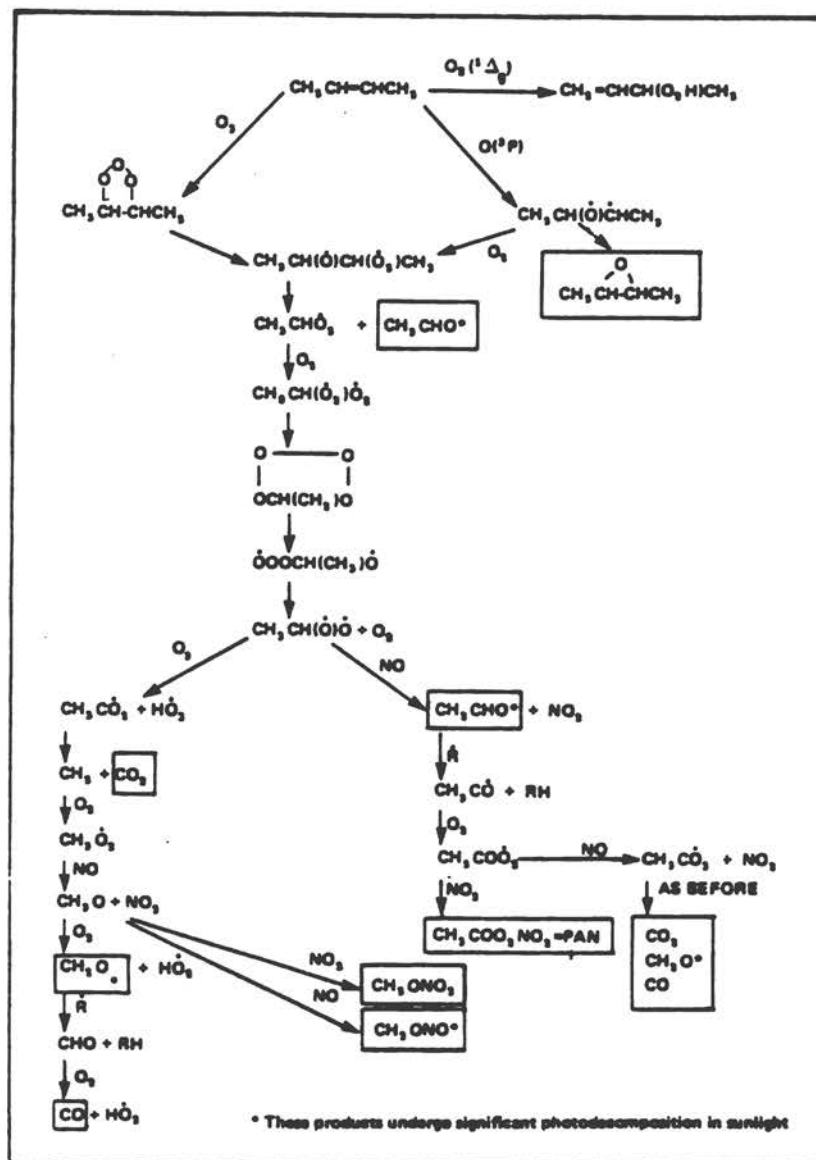 O₂ (¹Δg)
CH₃CH=CHCH₃
CH₂=CHCH(O₂H)CH₃
O₃
O(³P)
O
O O
CH₃CH-CHCH₃
CH₃CH(Ȯ)ĊHCH₃
O₂
CH₃CH(Ȯ)CH(Ȯ₂)CH₃
O
CH₃CH-CHCH₃
CH₃CHȮ₂ + CH₃CHO*
O₂
CH₃CH(Ȯ₂)Ȯ₂
O O
OCH(CH₃)O
ȮOOCH(CH₃)Ȯ
CH₃CH(Ȯ)Ȯ + O₂
O₂
NO
CH₃CȮ₂ + HȮ₂
CH₃CHO* + NO₂
Ṙ
CH₃ + CO₂
CH₃CȮ + RH
O₂
O₂
CH₃Ȯ₂
CH₃COȮ₂
NO
CH₃CȮ₂ + NO₂
NO
NO₂
AS BEFORE
CH₃O + NO₂
CH₃COO₂NO₂=PAN
CO₂
CH₂O*
CO
O₂
CH₂O* + HȮ₂
NO₂
CH₃ONO₂
NO
CH₃ONO*
Ṙ
CHO + RH
O₂
CO + HȮ₂
* These products undergo significant photodecomposition in sunlight